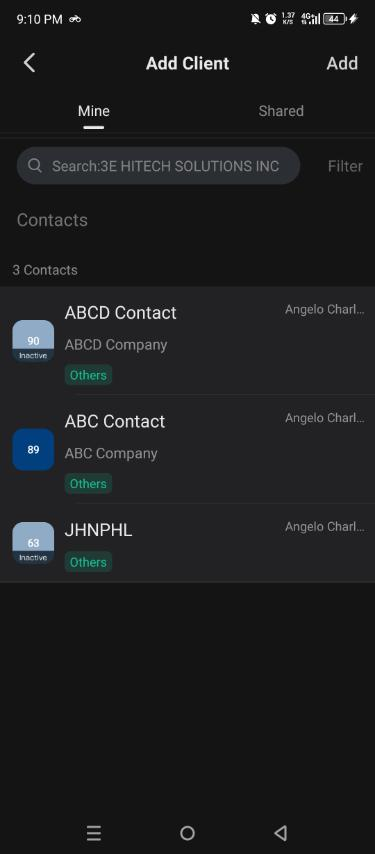 9:10 PM 1.37 K/S 4G 44
Add Client Add
Mine Shared
Search:3E HITECH SOLUTIONS INC Filter
Contacts
3 Contacts
ABCD Contact Angelo Charl...
90
Inactive
ABCD Company
Others
ABC Contact Angelo Charl...
89
ABC Company
Others
JHNPHL Angelo Charl...
63
Inactive
Others